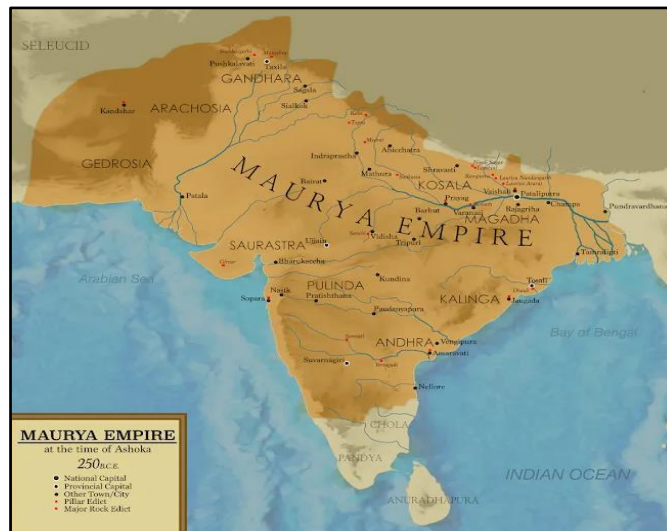 SELEUCID
Pushkalavati
Taxila
GANDHARA
Sagala
Sialkot
Kandahar
ARACHOSIA
GEDROSIA
Indraprastha
Ahicchatra
Mathura
Shravasti
KOSALA
Vaishali
Pataliputra
Patala
Bairat
Prayag
Varanasi
Rajagriha
Champa
Pundravardhana
MAGADHA
MAURYA EMPIRE
Barhut
SAURASTRA
Ujjain
Vidisha
Tripuri
Tamralipti
Arabian Sea
Girnar
Bharukaccha
PULINDA
Kundina
Tosali
Sopara
Nasik
Pratishthana
KALINGA
Jaugada
Bay of Bengal
ANDHRA
Vengipura
Amaravati
Suvarnagiri
Nellore
CHOLA
PANDYA
ANURADHAPURA
INDIAN OCEAN
MAURYA EMPIRE
at the time of Ashoka
250 B.C.E.
National Capital
Provincial Capital
Other Town/City
Pillar Edict
Major Rock Edict